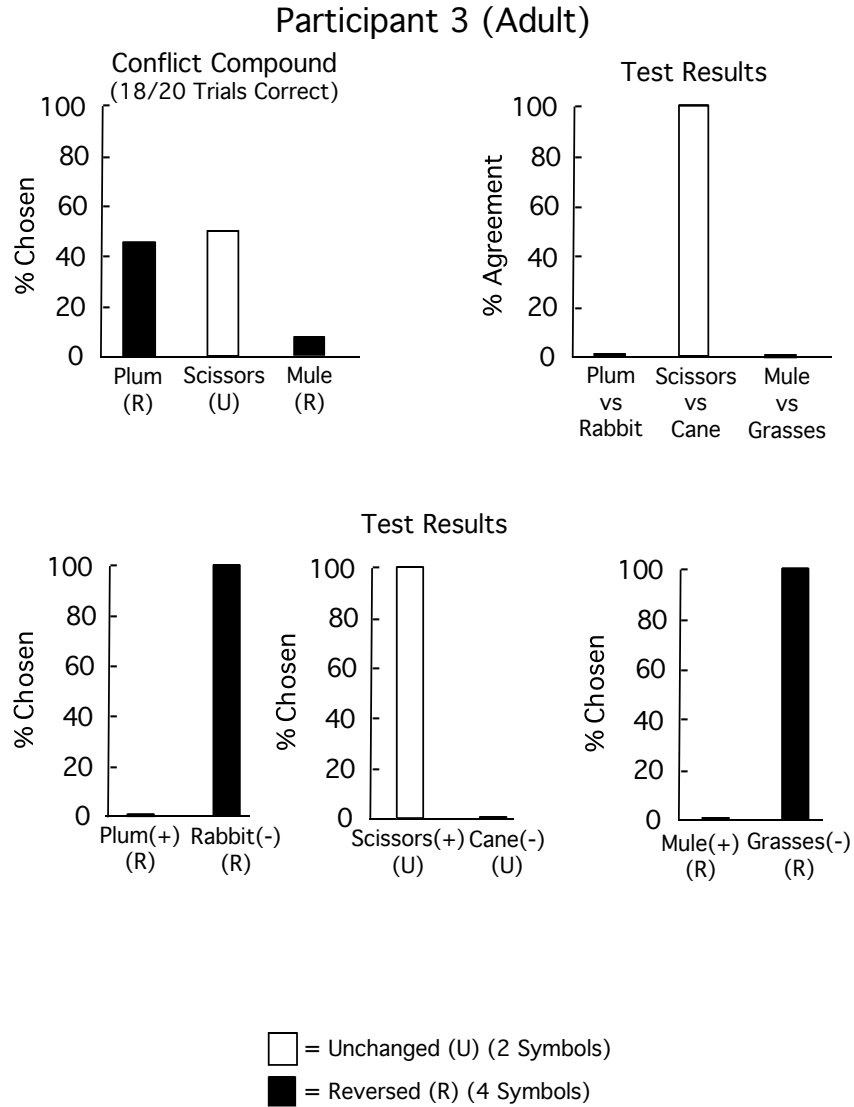 Participant 3 (Adult)
Conflict Compound
(18/20 Trials Correct)
% Chosen
100
80
60
40
20
0
Plum
(R)
Scissors
(U)
Mule
(R)
Test Results
% Agreement
100
80
60
40
20
0
Plum
vs
Rabbit
Scissors
vs
Cane
Mule
vs
Grasses
Test Results
% Chosen
100
80
60
40
20
0
Plum(+)
(R)
Rabbit(-)
(R)
% Chosen
100
80
60
40
20
0
Scissors(+)
(U)
Cane(-)
(U)
% Chosen
100
80
60
40
20
0
Mule(+)
(R)
Grasses(-)
(R)
= Unchanged (U) (2 Symbols)
= Reversed (R) (4 Symbols)